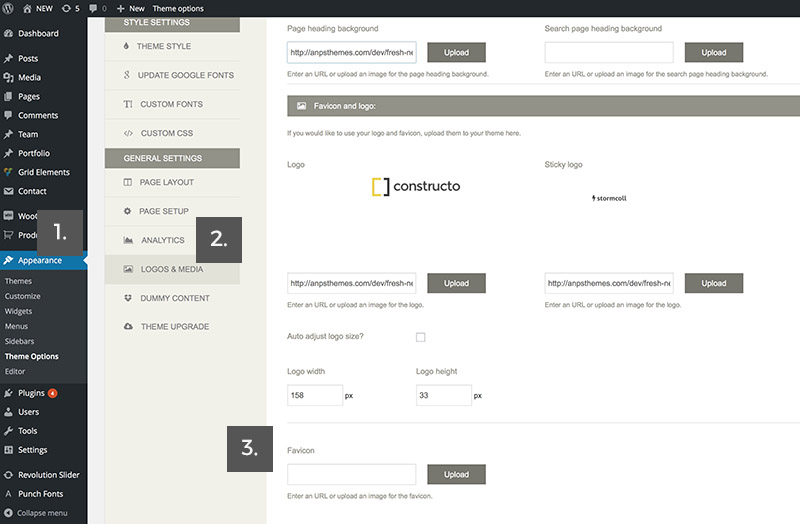 NEW 5 0 New Theme options
Dashboard
Posts
Media
Pages
Comments
Team
Portfolio
Grid Elements
Contact
1.
Appearance
Themes
Customize
Widgets
Menus
Sidebars
Theme Options
Editor
Plugins 4
Users
Tools
Settings
Revolution Slider
Punch Fonts
Collapse menu
STYLE SETTINGS
THEME STYLE
UPDATE GOOGLE FONTS
CUSTOM FONTS
CUSTOM CSS
GENERAL SETTINGS
PAGE LAYOUT
PAGE SETUP
2.
ANALYTICS
LOGOS & MEDIA
DUMMY CONTENT
THEME UPGRADE
Page heading background
http://anpsthemes.com/dev/fresh-ne Upload
Enter an URL or upload an image for the page heading background.
Search page heading background
Upload
Enter an URL or upload an image for the search page heading background.
Favicon and logo:
If you would like to use your logo and favicon, upload them to your theme here.
Logo
constructo
http://anpsthemes.com/dev/fresh-ne Upload
Enter an URL or upload an image for the logo.
Sticky logo
stormcoll
http://anpsthemes.com/dev/fresh-ne Upload
Enter an URL or upload an image for the logo.
Auto adjust logo size?
Logo width
158 px
Logo height
33 px
3.
Favicon
Upload
Enter an URL or upload an image for the favicon.